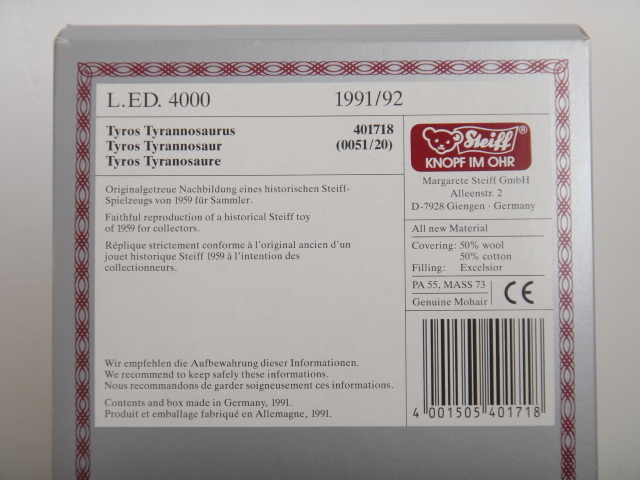 L.ED. 4000 1991/92
Tyros Tyrannosaurus 401718
Tyros Tyrannosaur (0051/20)
Tyros Tyranosaure
Originalgetreue Nachbildung eines historischen Steiff-
Spielzeugs von 1959 für Sammler.
Faithful reproduction of a historical Steiff toy
of 1959 for collectors.
Réplique strictement conforme à l'original ancien d'un
jouet historique Steiff 1959 à l'intention des
collectionneurs.
Wir empfehlen die Aufbewahrung dieser Informationen.
We recommend to keep safely these information.
Nous recommandons de garder soigneusement ces informations.
Contents and box made in Germany, 1991.
Produit et emballage fabriqué en Allemagne, 1991.
Steiff®
KNOPF IM OHR
Margarete Steiff GmbH
Alleenstr. 2
D-7928 Giengen · Germany
All new Material
Covering: 50% wool
50% cotton
Filling: Excelsior
PA 55, MASS 73
Genuine Mohair
CE
4 001505 401718